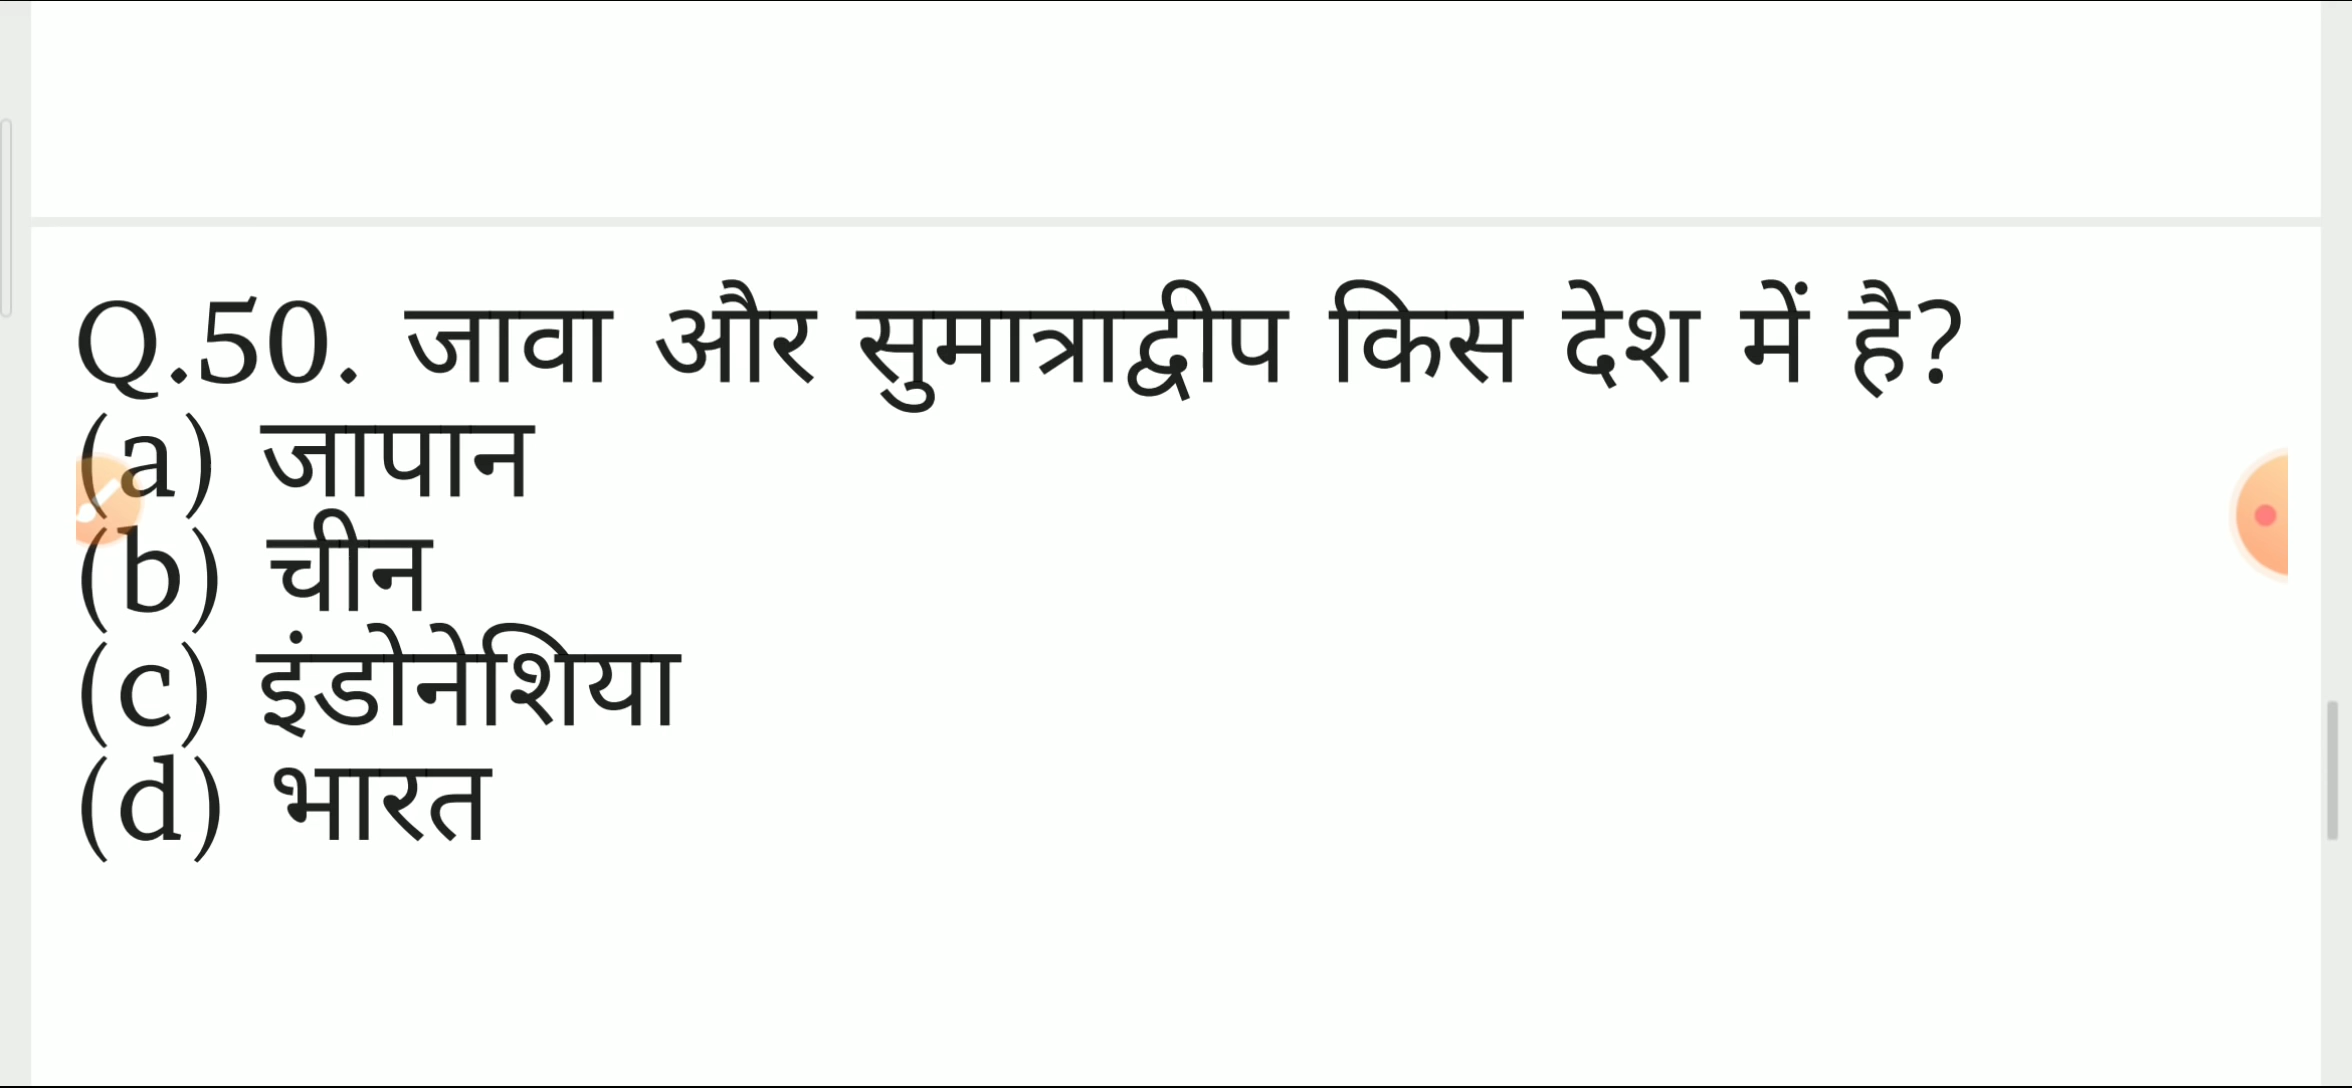 Q.50. जावा और सुमात्राद्वीप किस देश में है?
(a) जापान
(b) चीन
(c) इंडोनेशिया
(d) भारत